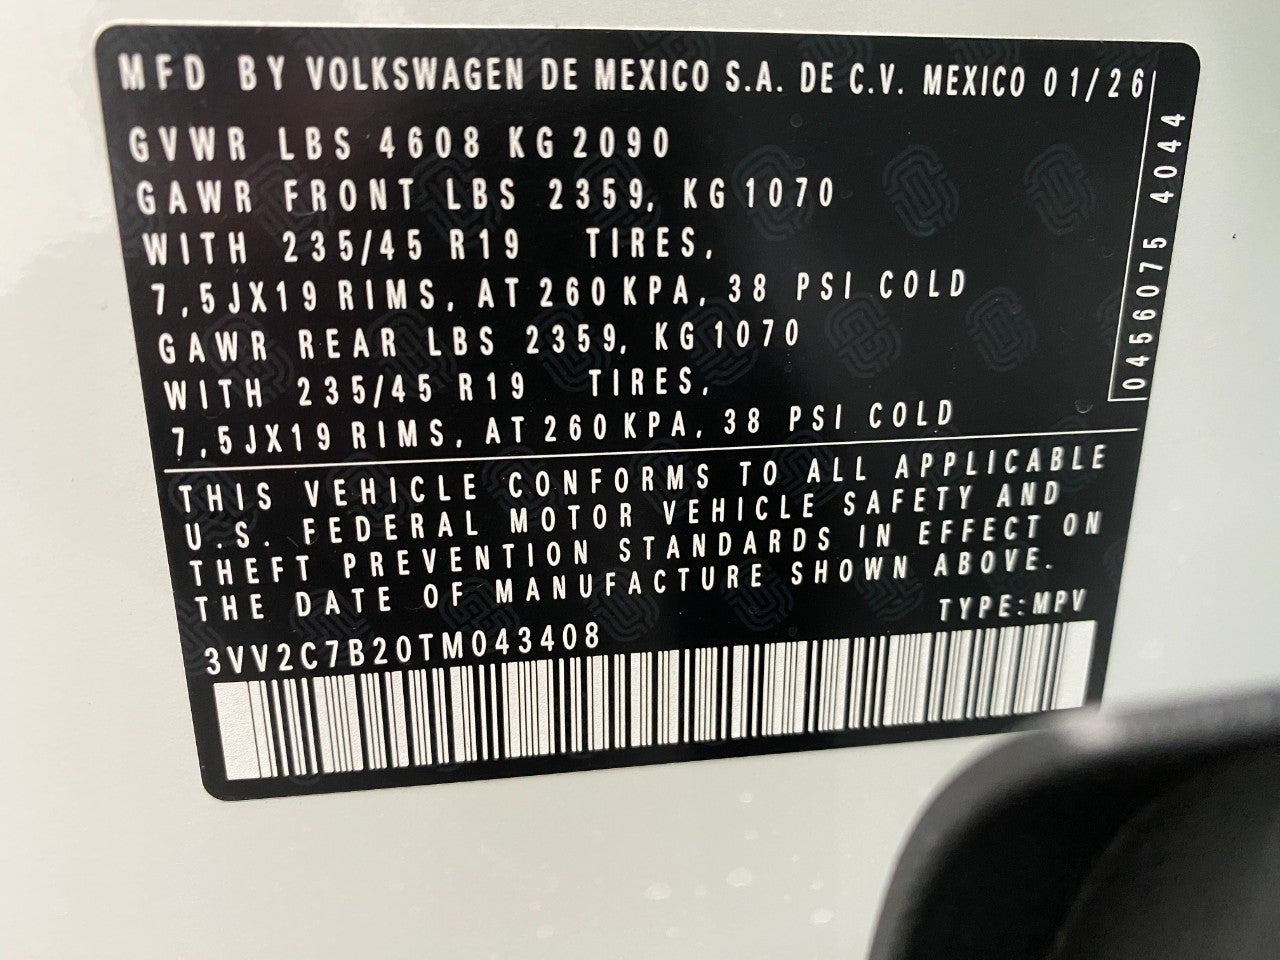 MFD BY VOLKSWAGEN DE MEXICO S.A. DE C.V. MEXICO 01/26
GVWR LBS 4608 KG 2090
GAWR FRONT LBS 2359, KG 1070
WITH 235/45 R19 TIRES,
7,5JX19 RIMS, AT 260 KPA, 38 PSI COLD
GAWR REAR LBS 2359, KG 1070
WITH 235/45 R19 TIRES,
7,5JX19 RIMS, AT 260 KPA, 38 PSI COLD
0456075 4044
THIS VEHICLE CONFORMS TO ALL APPLICABLE
U.S. FEDERAL MOTOR VEHICLE SAFETY AND
THEFT PREVENTION STANDARDS IN EFFECT ON
THE DATE OF MANUFACTURE SHOWN ABOVE.
TYPE:MPV
3VV2C7B20TM043408